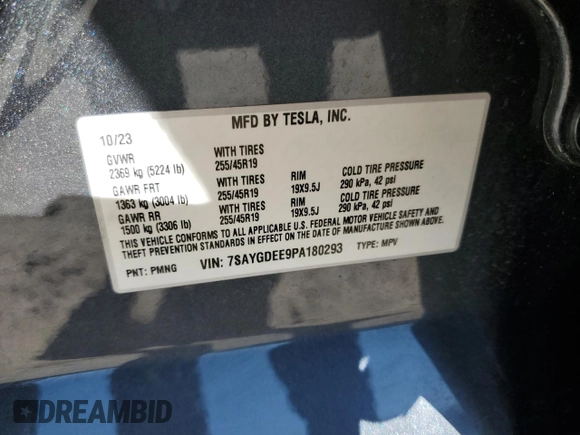 MFD BY TESLA, INC.
10/23
GVWR WITH TIRES
2369 kg (5224 lb) 255/45R19
GAWR FRT WITH TIRES RIM COLD TIRE PRESSURE
1363 kg (3004 lb) 255/45R19 19X9.5J 290 kPa, 42 psi
GAWR RR WITH TIRES RIM COLD TIRE PRESSURE
1500 kg (3306 lb) 255/45R19 19X9.5J 290 kPa, 42 psi
THIS VEHICLE CONFORMS TO ALL APPLICABLE U.S. FEDERAL MOTOR VEHICLE SAFETY AND
THEFT PREVENTION STANDARDS IN EFFECT ON THE DATE OF MANUFACTURE SHOWN ABOVE.
PNT: PMNG VIN: 7SAYGDEE9PA180293 TYPE: MPV
DREAMBID